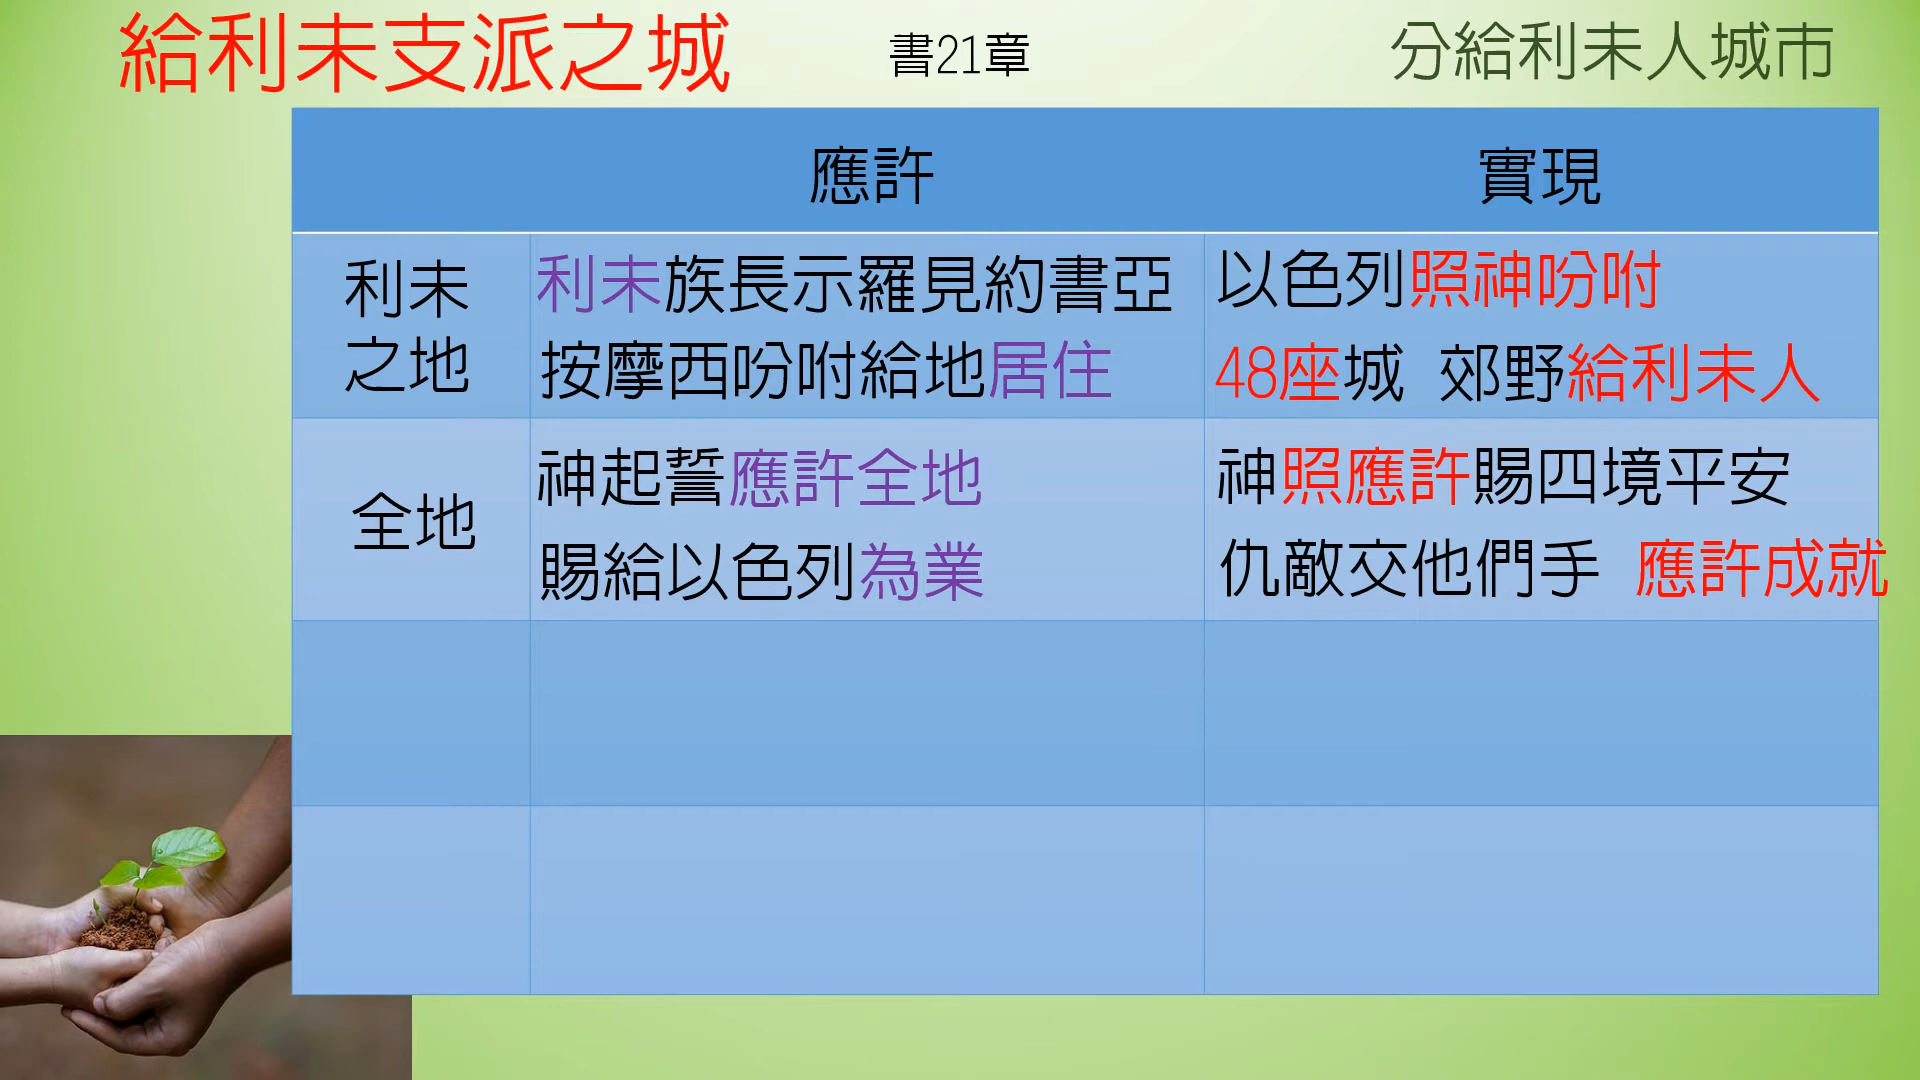 給利未支派之城 書21章 分給利未人城市
應許 實現
利未
之地
利未族長示羅見約書亞
按摩西吩咐給地居住
以色列照神吩咐
48座城 郊野給利未人
全地
神起誓應許全地
賜給以色列為業
神照應許賜四境平安
仇敵交他們手 應許成就